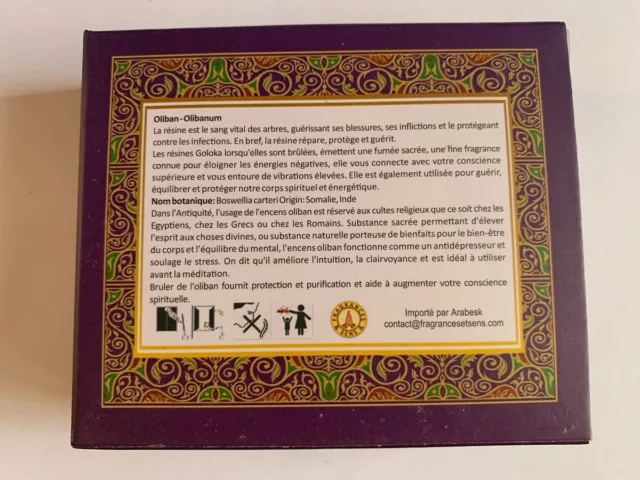 Oliban-Olibanum
La résine est le sang vital des arbres, guérissant ses blessures, ses inflictions et le protégeant
contre les infections. En bref, la résine répare, protège et guérit.
Les résines Goloka lorsqu'elles sont brûlées, émettent une fumée sacrée, une fine fragrance
connue pour éloigner les énergies négatives, elle vous connecte avec votre conscience
supérieure et vous entoure de vibrations élevées. Elle est également utilisée pour guérir,
équilibrer et protéger notre corps spirituel et énergétique.
Nom botanique: Boswellia carteri Origin: Somalie, Inde
Dans l'Antiquité, l'usage de l'encens oliban est réservé aux cultes religieux que ce soit chez les
Egyptiens, chez les Grecs ou chez les Romains. Substance sacrée permettant d'élever
l'esprit aux choses divines, ou substance naturelle porteuse de bienfaits pour le bien-être
du corps et l'équilibre du mental, l'encens oliban fonctionne comme un antidépresseur et
soulage le stress. On dit qu'il améliore l'intuition, la clairvoyance et est idéal à utiliser
avant la méditation.
Bruler de l'oliban fournit protection et purification et aide à augmenter votre conscience
spirituelle.
FRAGRANCES & SENS
Importé par Arabesk
contact@fragrancesetsens.com